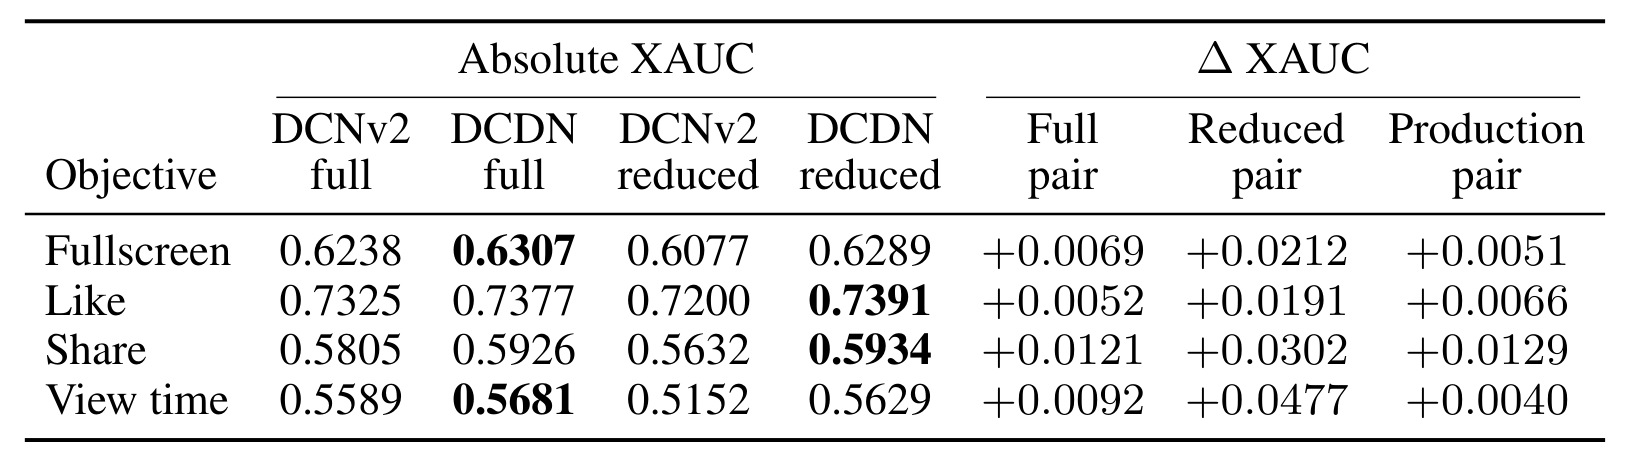 Absolute XAUC Δ XAUC
DCNv2 DCDN DCNv2 DCDN Full Reduced Production
Objective full full reduced reduced pair pair pair
Fullscreen 0.6238 0.6307 0.6077 0.6289 +0.0069 +0.0212 +0.0051
Like 0.7325 0.7377 0.7200 0.7391 +0.0052 +0.0191 +0.0066
Share 0.5805 0.5926 0.5632 0.5934 +0.0121 +0.0302 +0.0129
View time 0.5589 0.5681 0.5152 0.5629 +0.0092 +0.0477 +0.0040